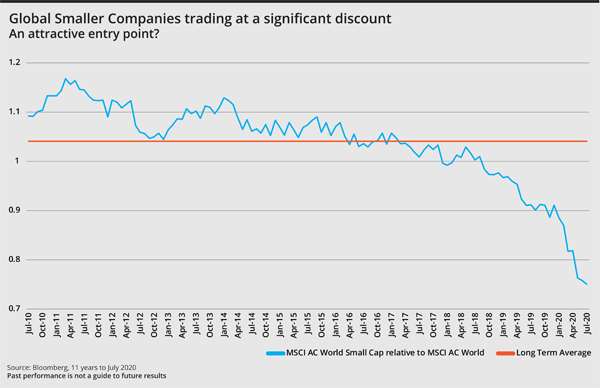 Global Smaller Companies trading at a significant discount
An attractive entry point?
1.2
1.1
1
0.9
0.8
0.7
Jul-10 Oct-10 Jan-11 Apr-11 Jul-11 Oct-11 Jan-12 Apr-12 Jul-12 Oct-12 Jan-13 Apr-13 Jul-13 Oct-13 Jan-14 Apr-14 Jul-14 Oct-14 Jan-15 Apr-15 Jul-15 Oct-15 Jan-16 Apr-16 Jul-16 Oct-16 Jan-17 Apr-17 Jul-17 Oct-17 Jan-18 Apr-18 Jul-18 Oct-18 Jan-19 Apr-19 Jul-19 Oct-19 Jan-20 Apr-20 Jul-20
MSCI AC World Small Cap relative to MSCI AC World Long Term Average
Source: Bloomberg, 11 years to July 2020
Past performance is not a guide to future results